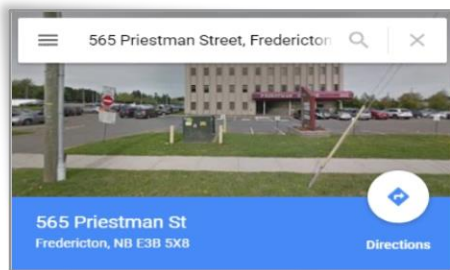 565 Priestman Street, Fredericton
565 Priestman St
Fredericton, NB E3B 5X8
Directions